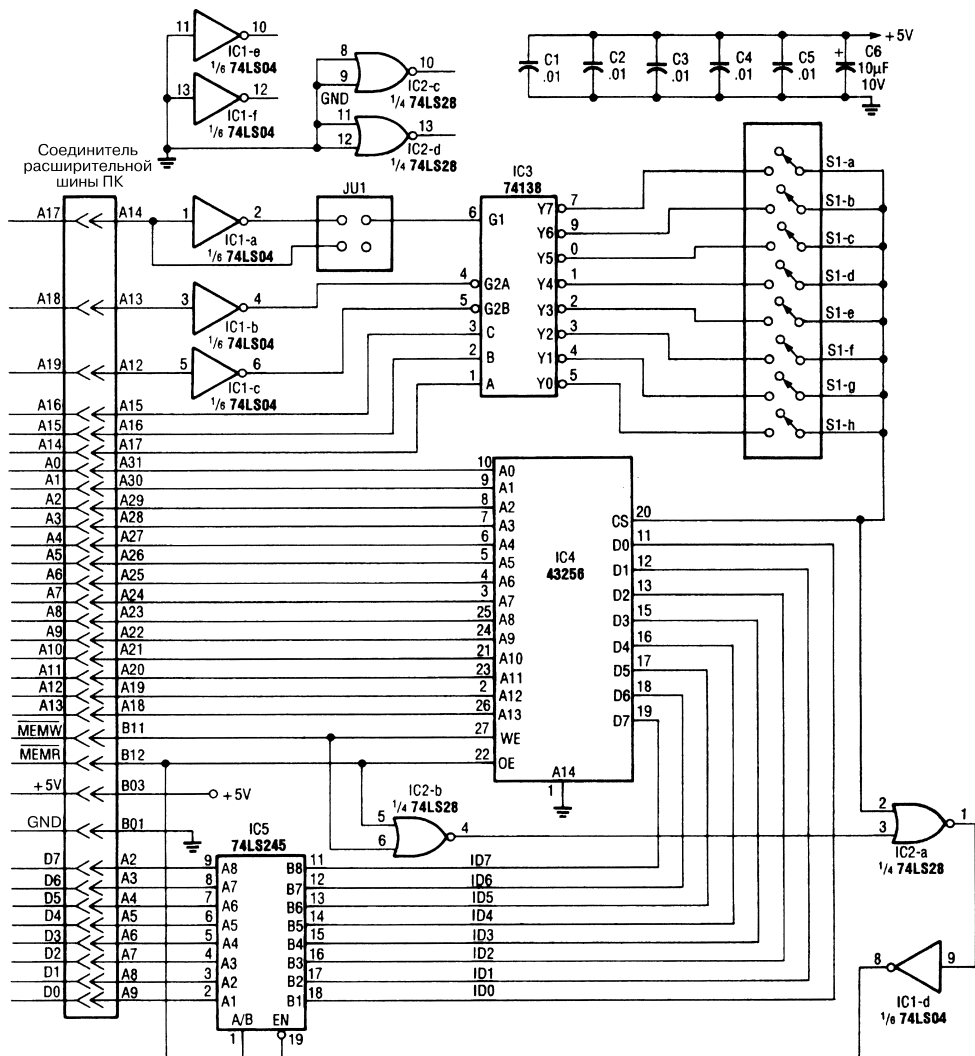 11 10
IC1-e
1/6 74LS04
13 12
IC1-f
1/6 74LS04
8 10
9 IC2-c
GND 1/4 74LS28
11 13
12 IC2-d
1/4 74LS28
+5V
C1 .01
C2 .01
C3 .01
C4 .01
C5 .01
+ C6
10µF
10V
Соединитель
расширительной
шины ПК
A17 A14 1 2
IC1-a
1/6 74LS04
JU1
IC3
74138
6 G1
4 G2A
5 G2B
3 C
2 B
1 A
Y7 7
Y6 9
Y5 0
Y4 1
Y3 2
Y2 3
Y1 4
Y0 5
S1-a
S1-b
S1-c
S1-d
S1-e
S1-f
S1-g
S1-h
A18 A13 3 4
IC1-b
1/6 74LS04
A19 A12 5 6
IC1-c
1/6 74LS04
A16 A15
A15 A16
A14 A17
A0 A31 10 A0
A1 A30 9 A1
A2 A29 8 A2
A3 A28 7 A3
A4 A27 6 A4
A5 A26 5 A5
A6 A25 4 A6
A7 A24 3 A7
A8 A23 25 A8
A9 A22 24 A9
A10 A21 21 A10
A11 A20 23 A11
A12 A19 2 A12
A13 A18 26 A13
MEMW B11 27 WE
MEMR B12 22 OE
IC4
43256
CS 20
D0 11
D1 12
D2 13
D3 15
D4 16
D5 17
D6 18
D7 19
A14
1
+5V B03 +5V
GND B01
IC2-b
1/4 74LS28
5
6 4
2 1
3
IC2-a
1/4 74LS28
IC5
74LS245
D7 A2 9 A8 B8 11 ID7
D6 A3 8 A7 B7 12 ID6
D5 A4 7 A6 B6 13 ID5
D4 A5 6 A5 B5 14 ID4
D3 A6 5 A4 B4 15 ID3
D2 A7 4 A3 B3 16 ID2
D1 A8 3 A2 B2 17 ID1
D0 A9 2 A1 B1 18 ID0
A/B EN
1 19
8 9
IC1-d
1/6 74LS04